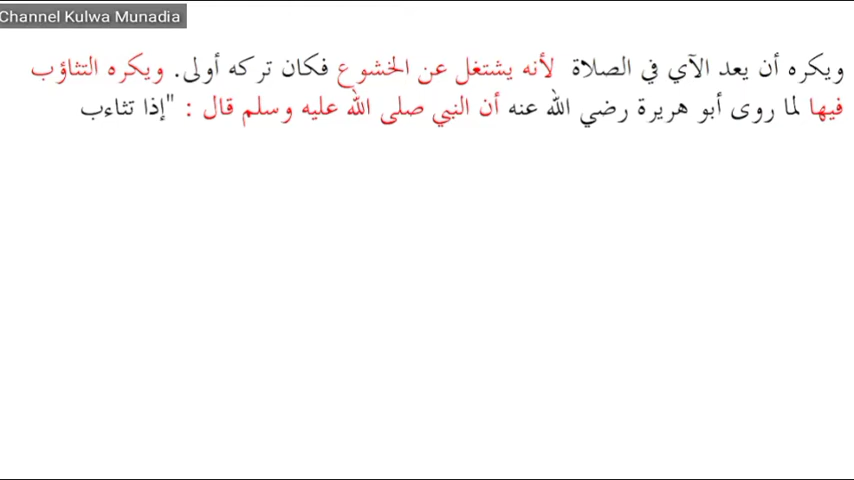 Channel Kulwa Munadia
ويكره أن يعد الآي في الصلاة لأنه يشتغل عن الخشوع فكان تركه أولى. ويكره التثاؤب
فيها لما روى أبو هريرة رضي الله عنه أن النبي صلى الله عليه وسلم قال : "إذا تثاءب